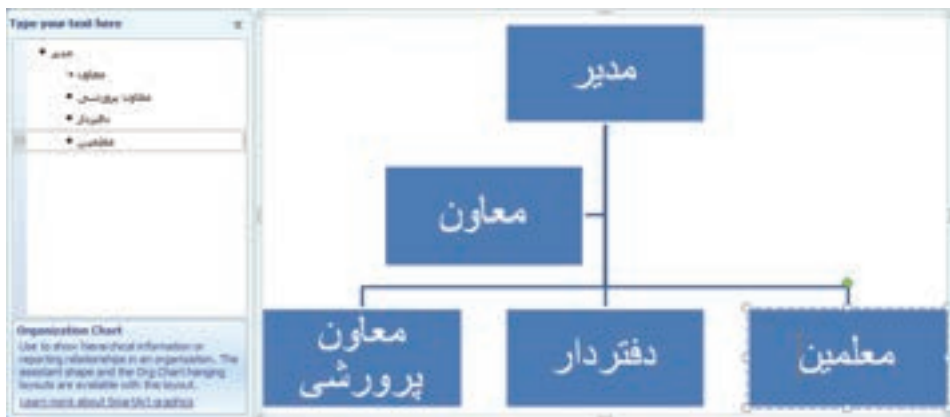 Type your text here
مدیر
معاون
معاون پرورشی
دفتردار
معلمین
Organization Chart
Use to show hierarchical information or
reporting relationships in an organization. The
assistant shape and the Org Chart hanging
layouts are available with this layout.
Learn more about SmartArt graphics
مدیر
معاون
معاون
پرورشی
دفتردار
معلمین